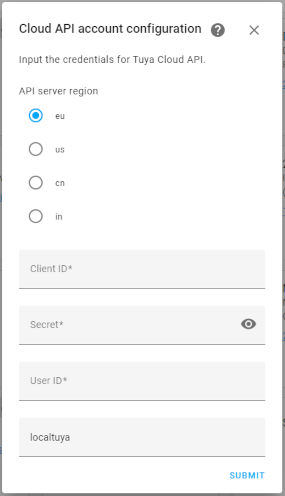 Cloud API account configuration
Input the credentials for Tuya Cloud API.
API server region
eu
us
cn
in
Client ID*
Secret*
User ID*
localtuya
SUBMIT